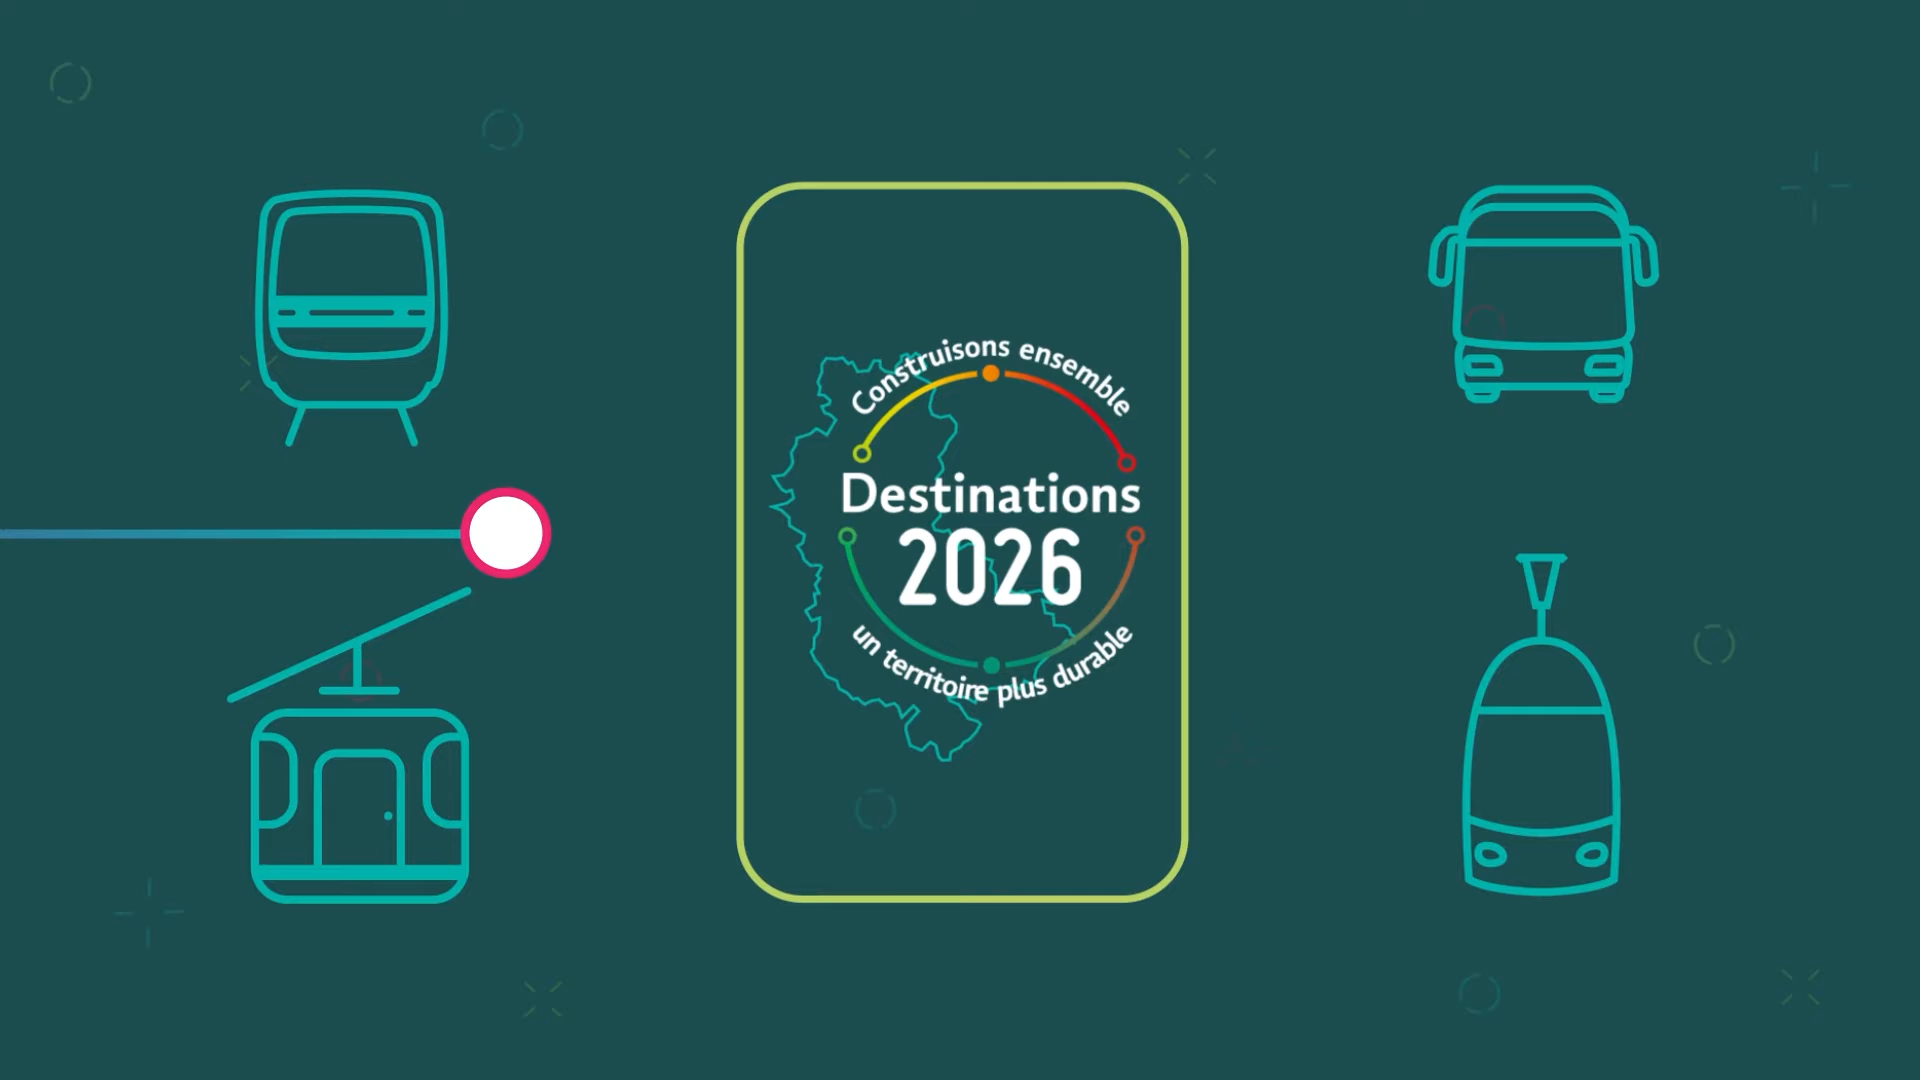 Construisons ensemble
Destinations
2026
un territoire plus durable